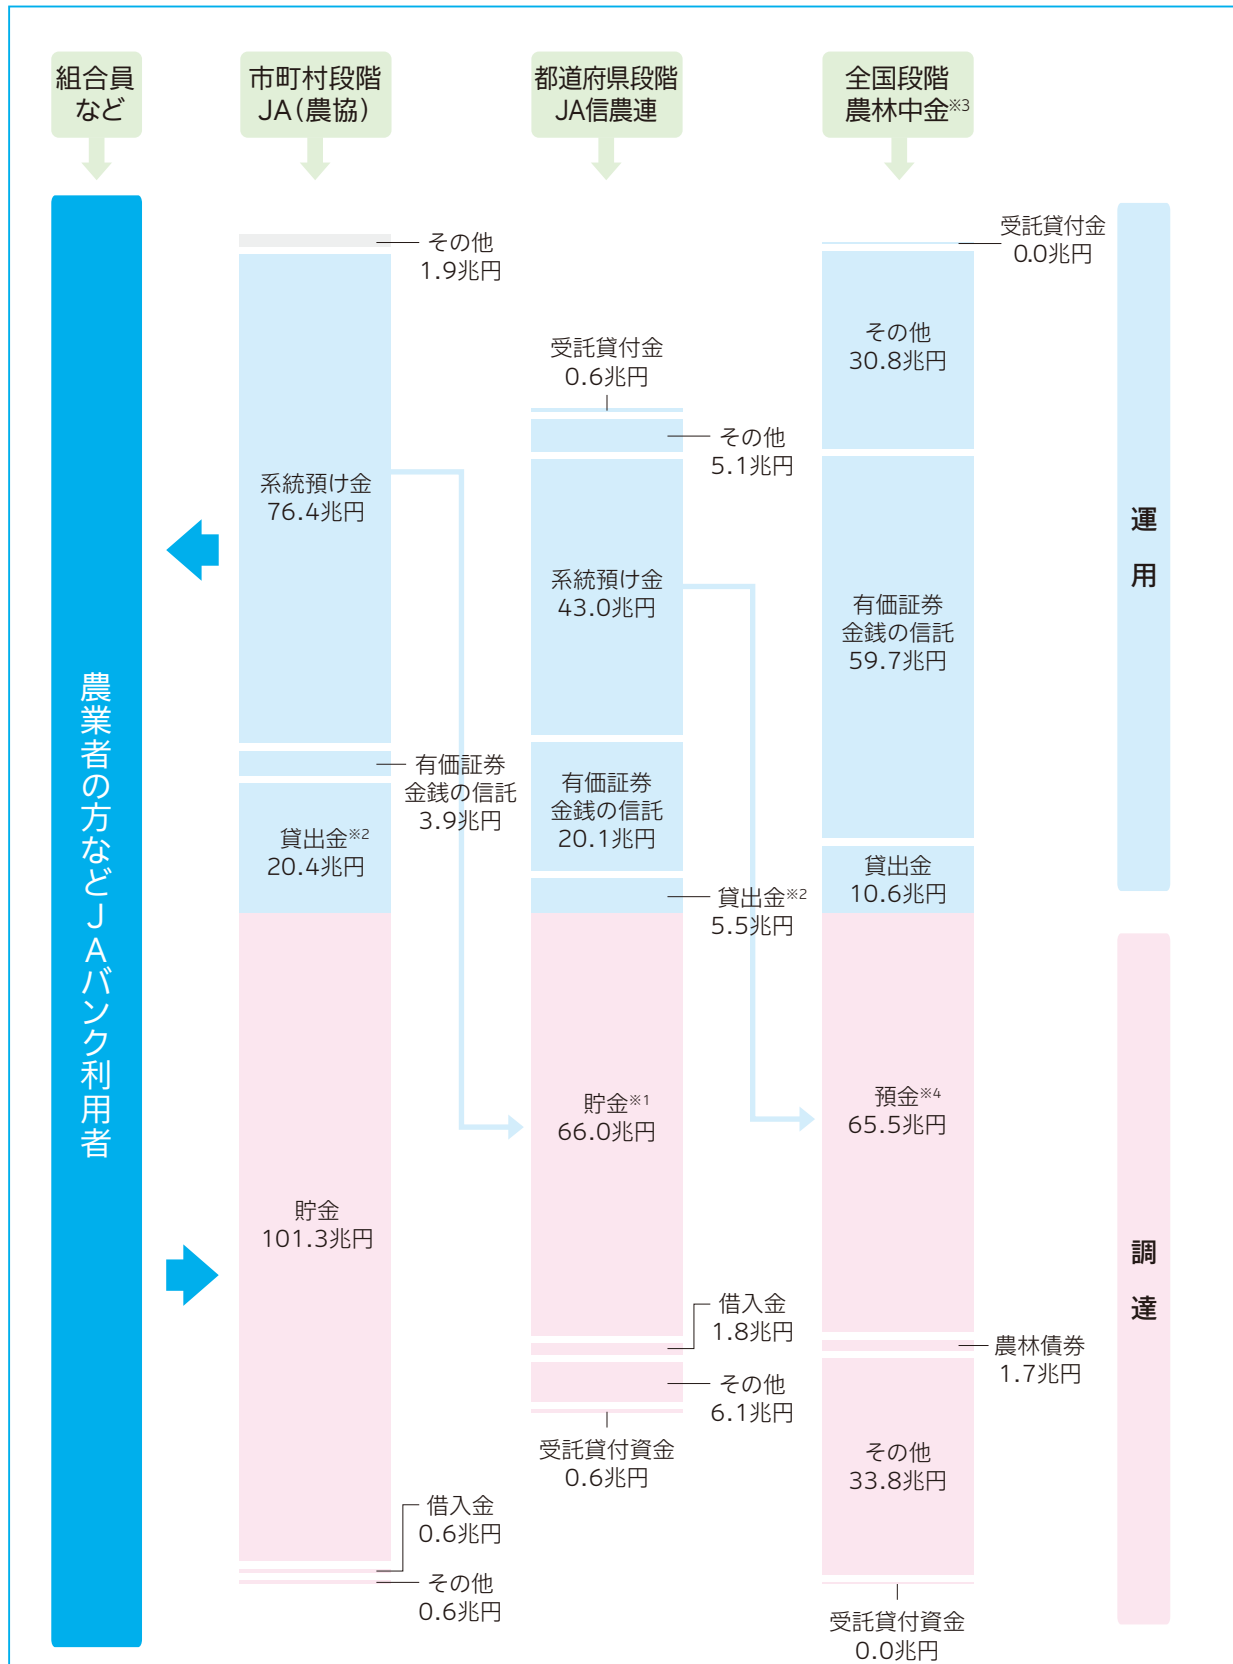 組合員
など
市町村段階
JA(農協)
都道府県段階
JA信農連
全国段階
農林中金※3
農業者の方などJAバンク利用者
その他
1.9兆円
系統預け金
76.4兆円
有価証券
金銭の信託
3.9兆円
貸出金※2
20.4兆円
貯金
101.3兆円
借入金
0.6兆円
その他
0.6兆円
受託貸付金
0.6兆円
その他
5.1兆円
系統預け金
43.0兆円
有価証券
金銭の信託
20.1兆円
貸出金※2
5.5兆円
貯金※1
66.0兆円
借入金
1.8兆円
その他
6.1兆円
受託貸付資金
0.6兆円
受託貸付金
0.0兆円
その他
30.8兆円
有価証券
金銭の信託
59.7兆円
貸出金
10.6兆円
預金※4
65.5兆円
農林債券
1.7兆円
その他
33.8兆円
受託貸付資金
0.0兆円
運用
調達